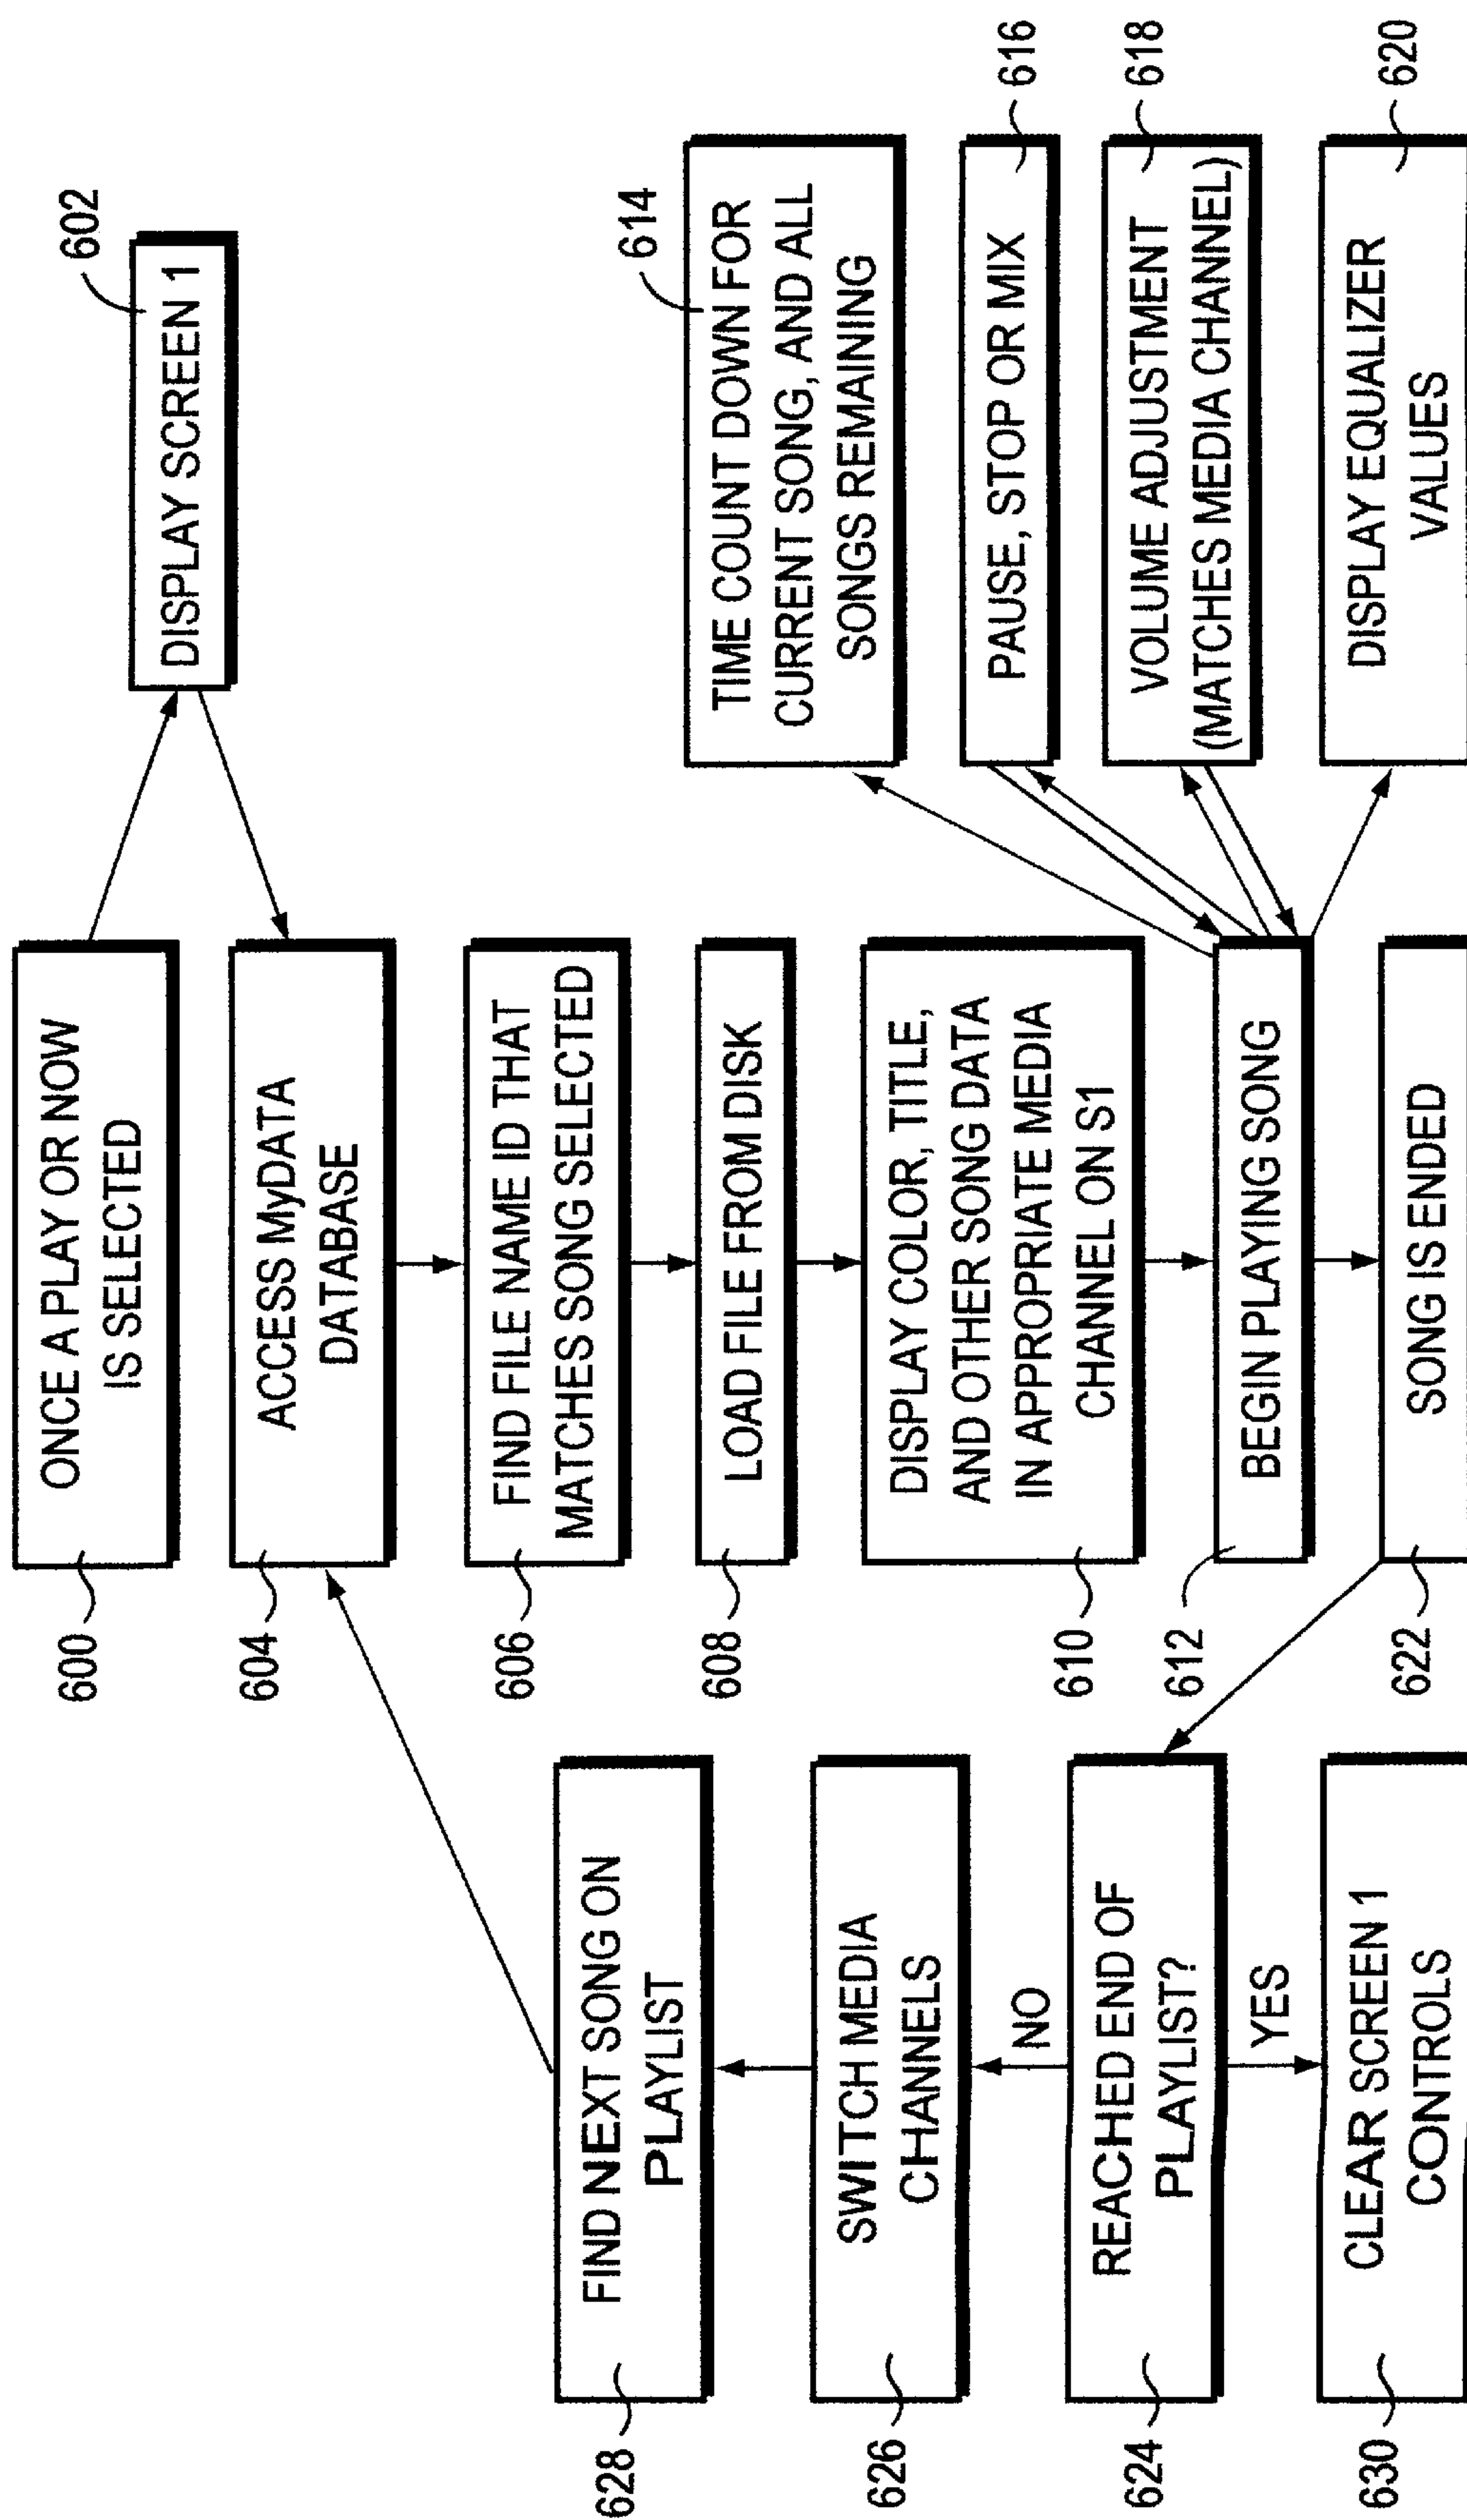 600
ONCE A PLAY OR NOW
IS SELECTED
602
DISPLAY SCREEN 1
604
ACCESS MyDATA
DATABASE
606
FIND FILE NAME ID THAT
MATCHES SONG SELECTED
608
LOAD FILE FROM DISK
610
DISPLAY COLOR, TITLE,
AND OTHER SONG DATA
IN APPROPRIATE MEDIA
CHANNEL ON S1
612
BEGIN PLAYING SONG
614
TIME COUNT DOWN FOR
CURRENT SONG, AND ALL
SONGS REMAINING
616
PAUSE, STOP OR MIX
618
VOLUME ADJUSTMENT
(MATCHES MEDIA CHANNEL)
620
DISPLAY EQUALIZER
VALUES
622
SONG IS ENDED
624
REACHED END OF
PLAYLIST?
NO
YES
626
SWITCH MEDIA
CHANNELS
628
FIND NEXT SONG ON
PLAYLIST
630
CLEAR SCREEN 1
CONTROLS